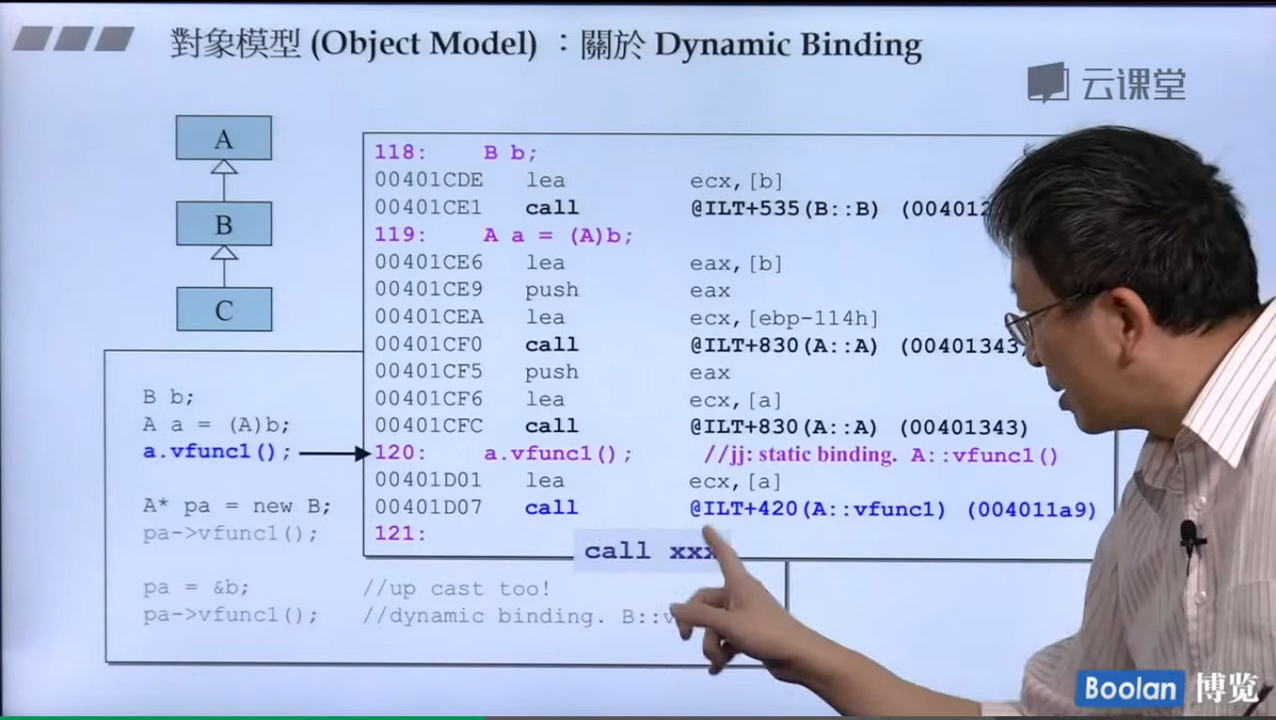 對象模型 (Object Model) ：關於 Dynamic Binding
云课堂
A
B
C
118: B b;
00401CDE lea ecx,[b]
00401CE1 call @ILT+535(B::B) (00401
119: A a = (A)b;
00401CE6 lea eax,[b]
00401CE9 push eax
00401CEA lea ecx,[ebp-114h]
00401CF0 call @ILT+830(A::A) (00401343
00401CF5 push eax
00401CF6 lea ecx,[a]
00401CFC call @ILT+830(A::A) (00401343)
120: a.vfunc1(); //jj: static binding. A::vfunc1()
00401D01 lea ecx,[a]
00401D07 call @ILT+420(A::vfunc1) (004011a9)
121:
call xxx
B b;
A a = (A)b;
a.vfunc1();
A* pa = new B;
pa->vfunc1();
pa = &b; //up cast too!
pa->vfunc1(); //dynamic binding. B::v
Boolan 博览